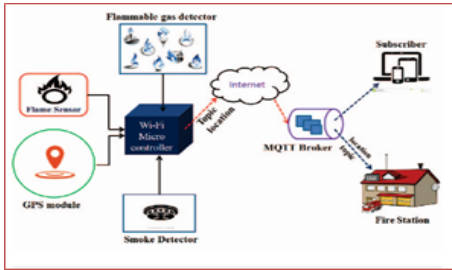 Flammable gas detector
Subscriber
Internet
Flame Sensor
Wi-Fi
Micro
controller
Topic
location
MQTT Broker
location
topic
GPS module
Smoke Detector
Fire Station